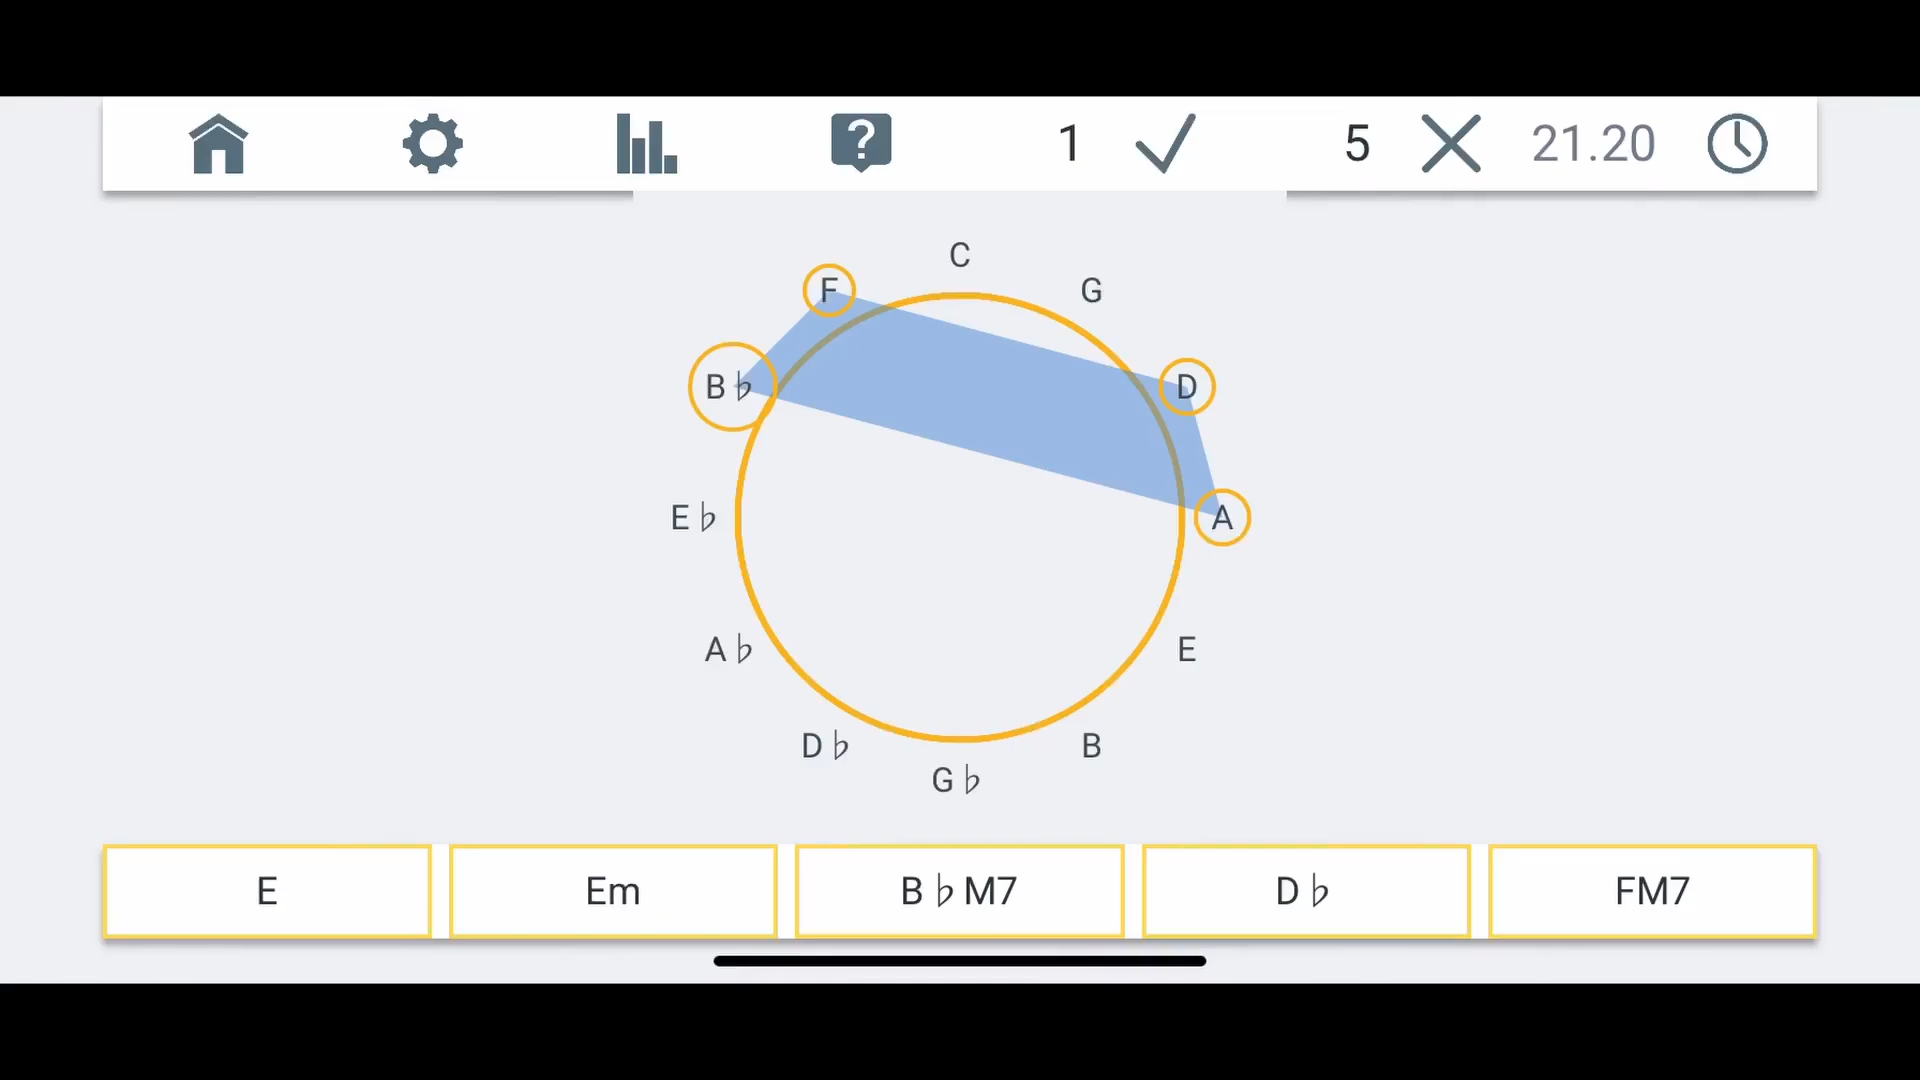 1 5 21.20
C
F G
B♭ D
E♭ A
A♭ E
D♭ B
G♭
E Em B♭M7 D♭ FM7